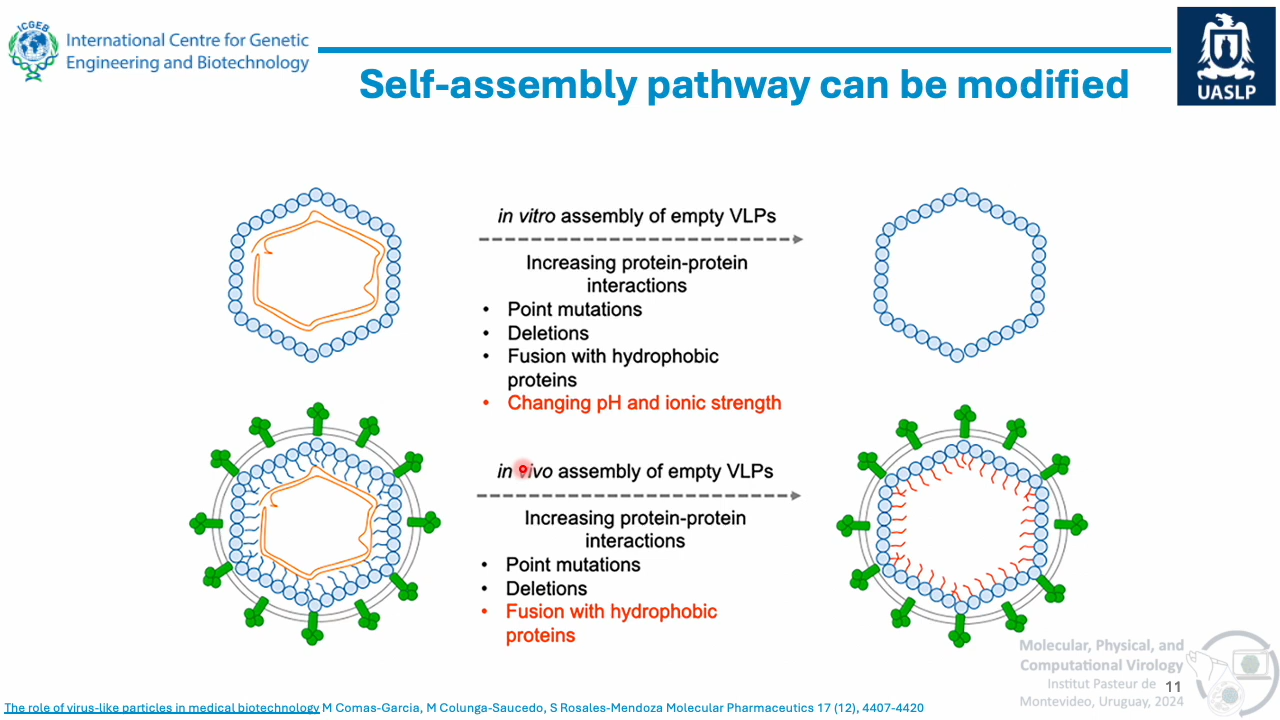 ICGEB
International Centre for Genetic
Engineering and Biotechnology
UASLP
Self-assembly pathway can be modified
in vitro assembly of empty VLPs
Increasing protein-protein
interactions
• Point mutations
• Deletions
• Fusion with hydrophobic
proteins
• Changing pH and ionic strength
in vivo assembly of empty VLPs
Increasing protein-protein
interactions
• Point mutations
• Deletions
• Fusion with hydrophobic
proteins
Molecular, Physical, and
Computational Virology
Institut Pasteur de
Montevideo, Uruguay, 2024
11
The role of virus-like particles in medical biotechnology M Comas-Garcia, M Colunga-Saucedo, S Rosales-Mendoza Molecular Pharmaceutics 17 (12), 4407-4420